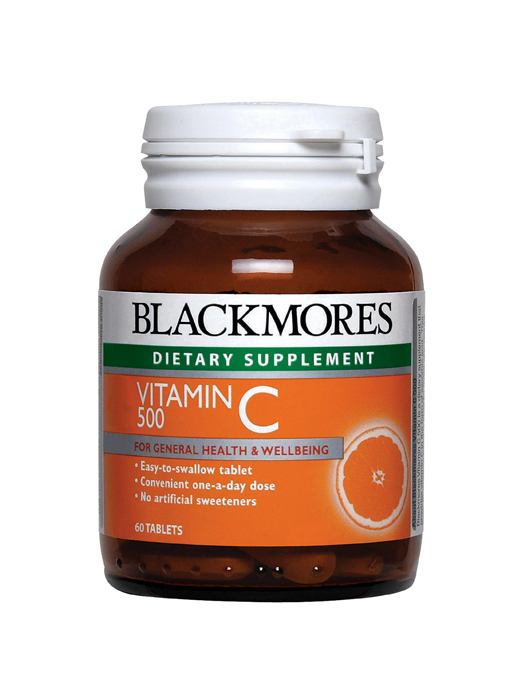 BLACKMORES
DIETARY SUPPLEMENT
VITAMIN C
500
FOR GENERAL HEALTH & WELLBEING
• Easy-to-swallow tablet
• Convenient one-a-day dose
• No artificial sweeteners
60 TABLETS